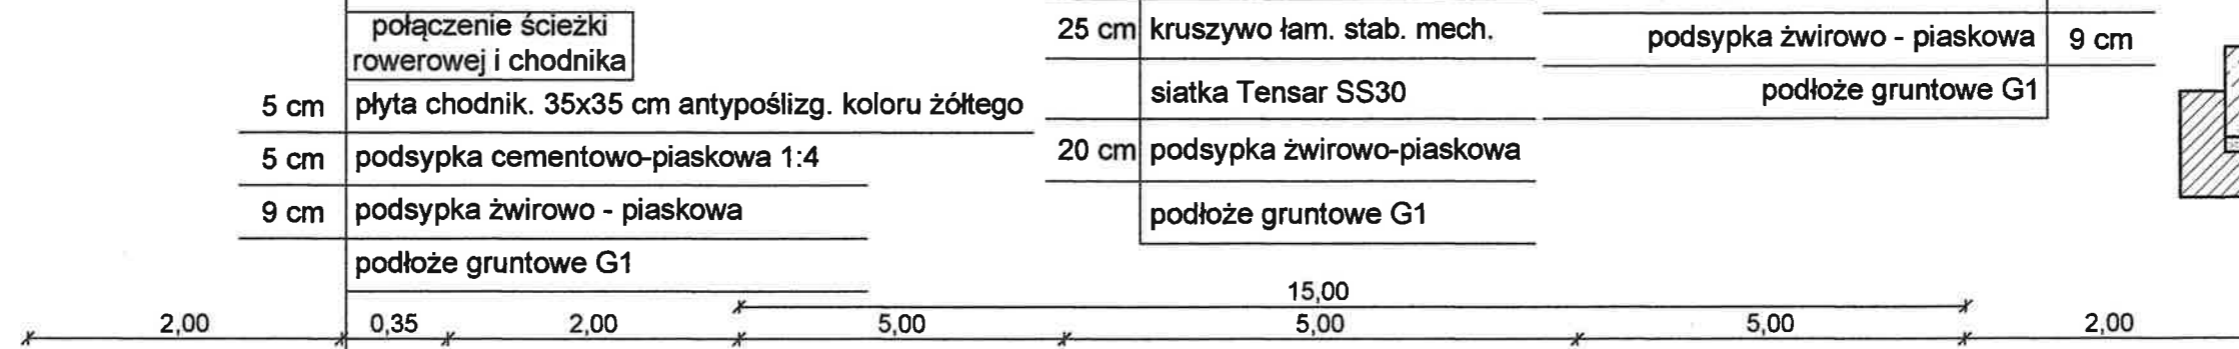 połączenie ścieżki
rowerowej i chodnika
5 cm płyta chodnik. 35x35 cm antypoślizg. koloru żółtego
5 cm podsypka cementowo-piaskowa 1:4
9 cm podsypka żwirowo - piaskowa
podłoże gruntowe G1
25 cm kruszywo łam. stab. mech.
siatka Tensar SS30
20 cm podsypka żwirowo-piaskowa
podłoże gruntowe G1
podsypka żwirowo - piaskowa 9 cm
podłoże gruntowe G1
15,00
2,00 0,35 2,00 5,00 5,00 5,00 2,00